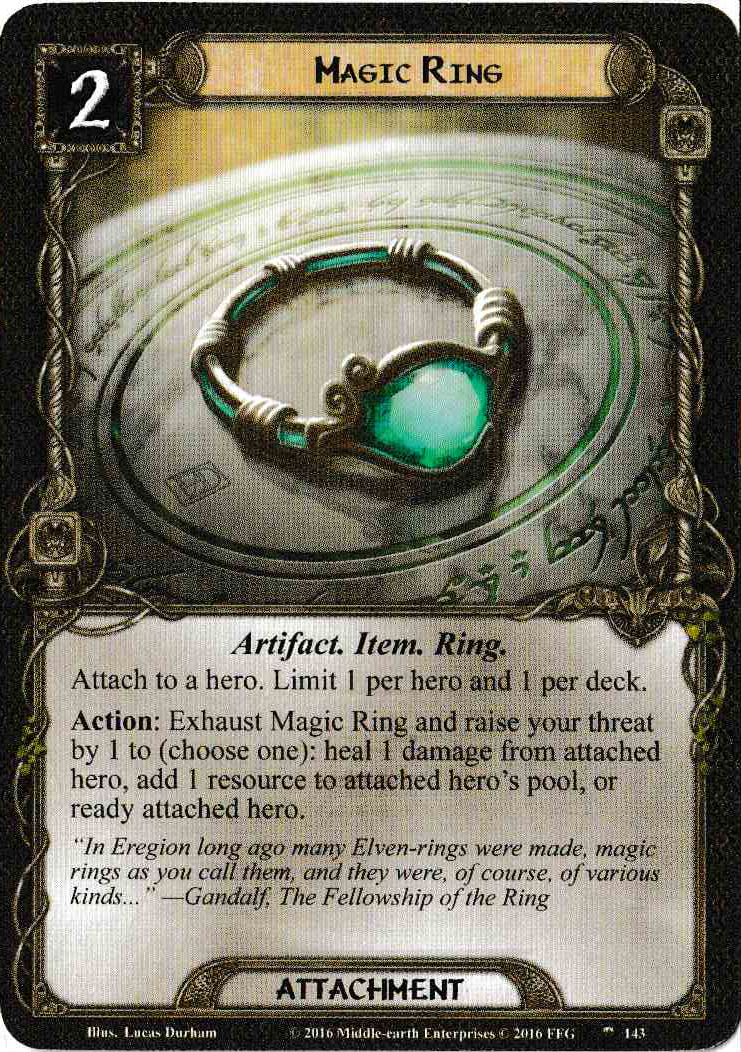 2
MAGIC RING
Artifact. Item. Ring.
Attach to a hero. Limit 1 per hero and 1 per deck.
Action: Exhaust Magic Ring and raise your threat
by 1 to (choose one): heal 1 damage from attached
hero, add 1 resource to attached hero's pool, or
ready attached hero.
"In Eregion long ago many Elven-rings were made, magic
rings as you call them, and they were, of course, of various
kinds..." —Gandalf, The Fellowship of the Ring
ATTACHMENT
Illus. Lucas Durham © 2016 Middle-earth Enterprises © 2016 FFG 143